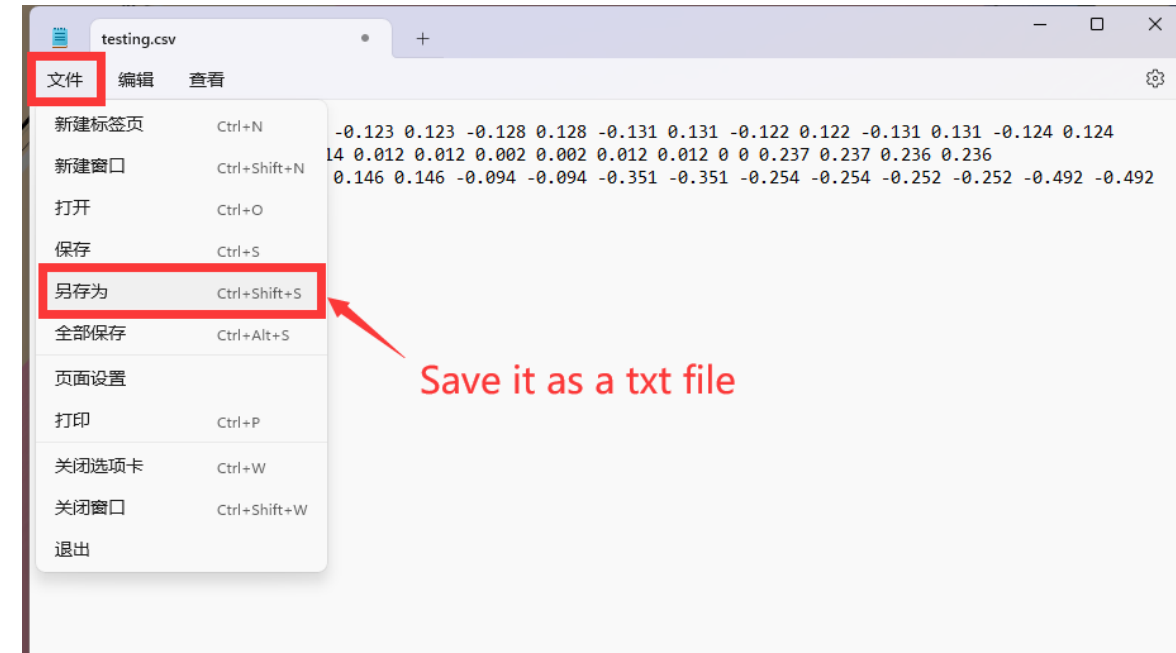 testing.csv
文件 编辑 查看
新建标签页 Ctrl+N
新建窗口 Ctrl+Shift+N
打开 Ctrl+O
保存 Ctrl+S
另存为 Ctrl+Shift+S
全部保存 Ctrl+Alt+S
页面设置
打印 Ctrl+P
关闭选项卡 Ctrl+W
关闭窗口 Ctrl+Shift+W
退出
-0.123 0.123 -0.128 0.128 -0.131 0.131 -0.122 0.122 -0.131 0.131 -0.124 0.124
14 0.012 0.012 0.002 0.002 0.012 0.012 0 0 0.237 0.237 0.236 0.236
0.146 0.146 -0.094 -0.094 -0.351 -0.351 -0.254 -0.254 -0.252 -0.252 -0.492 -0.492
Save it as a txt file